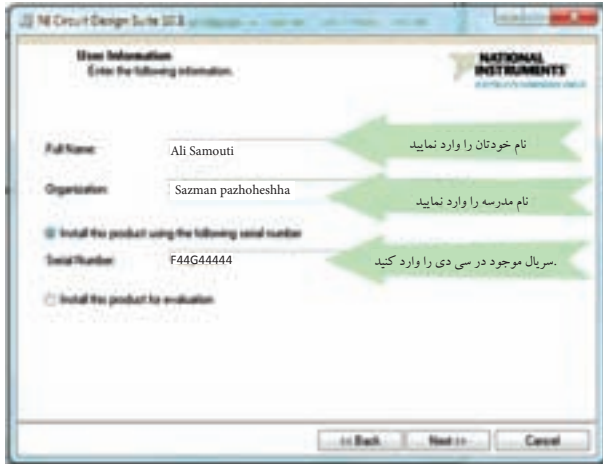 NI Circuit Design Suite 10.1
User Information
Enter the following information.
NATIONAL
INSTRUMENTS
Full Name:
Ali Samouti
نام خودتان را وارد نمایید
Organization:
Sazman pazhoheshha
نام مدرسه را وارد نمایید
Install this product using the following serial number
Serial Number:
F44G44444
سریال موجود در سی دی را وارد کنید.
Install this product for evaluation
<< Back
Next >>
Cancel